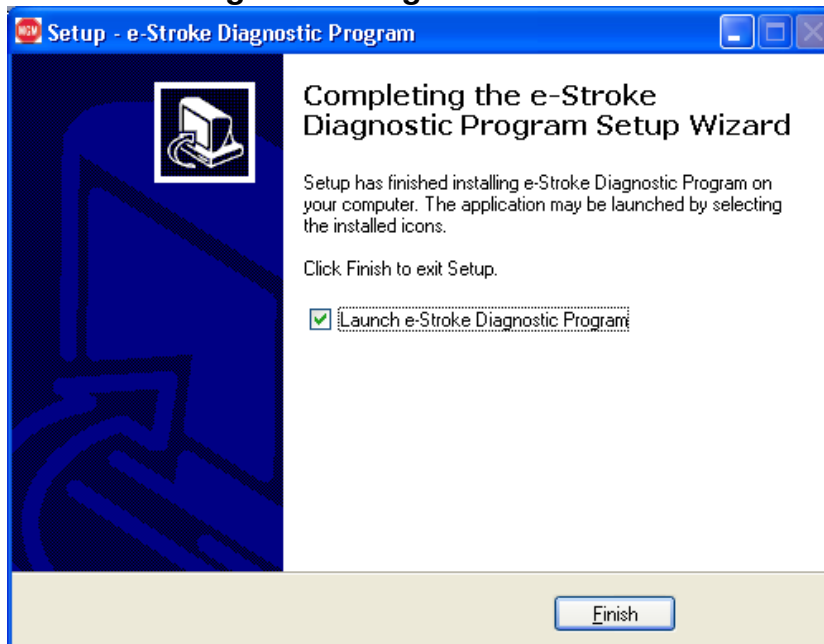 MGM Setup - e-Stroke Diagnostic Program
Completing the e-Stroke
Diagnostic Program Setup Wizard
Setup has finished installing e-Stroke Diagnostic Program on
your computer. The application may be launched by selecting
the installed icons.
Click Finish to exit Setup.
Launch e-Stroke Diagnostic Program
Finish